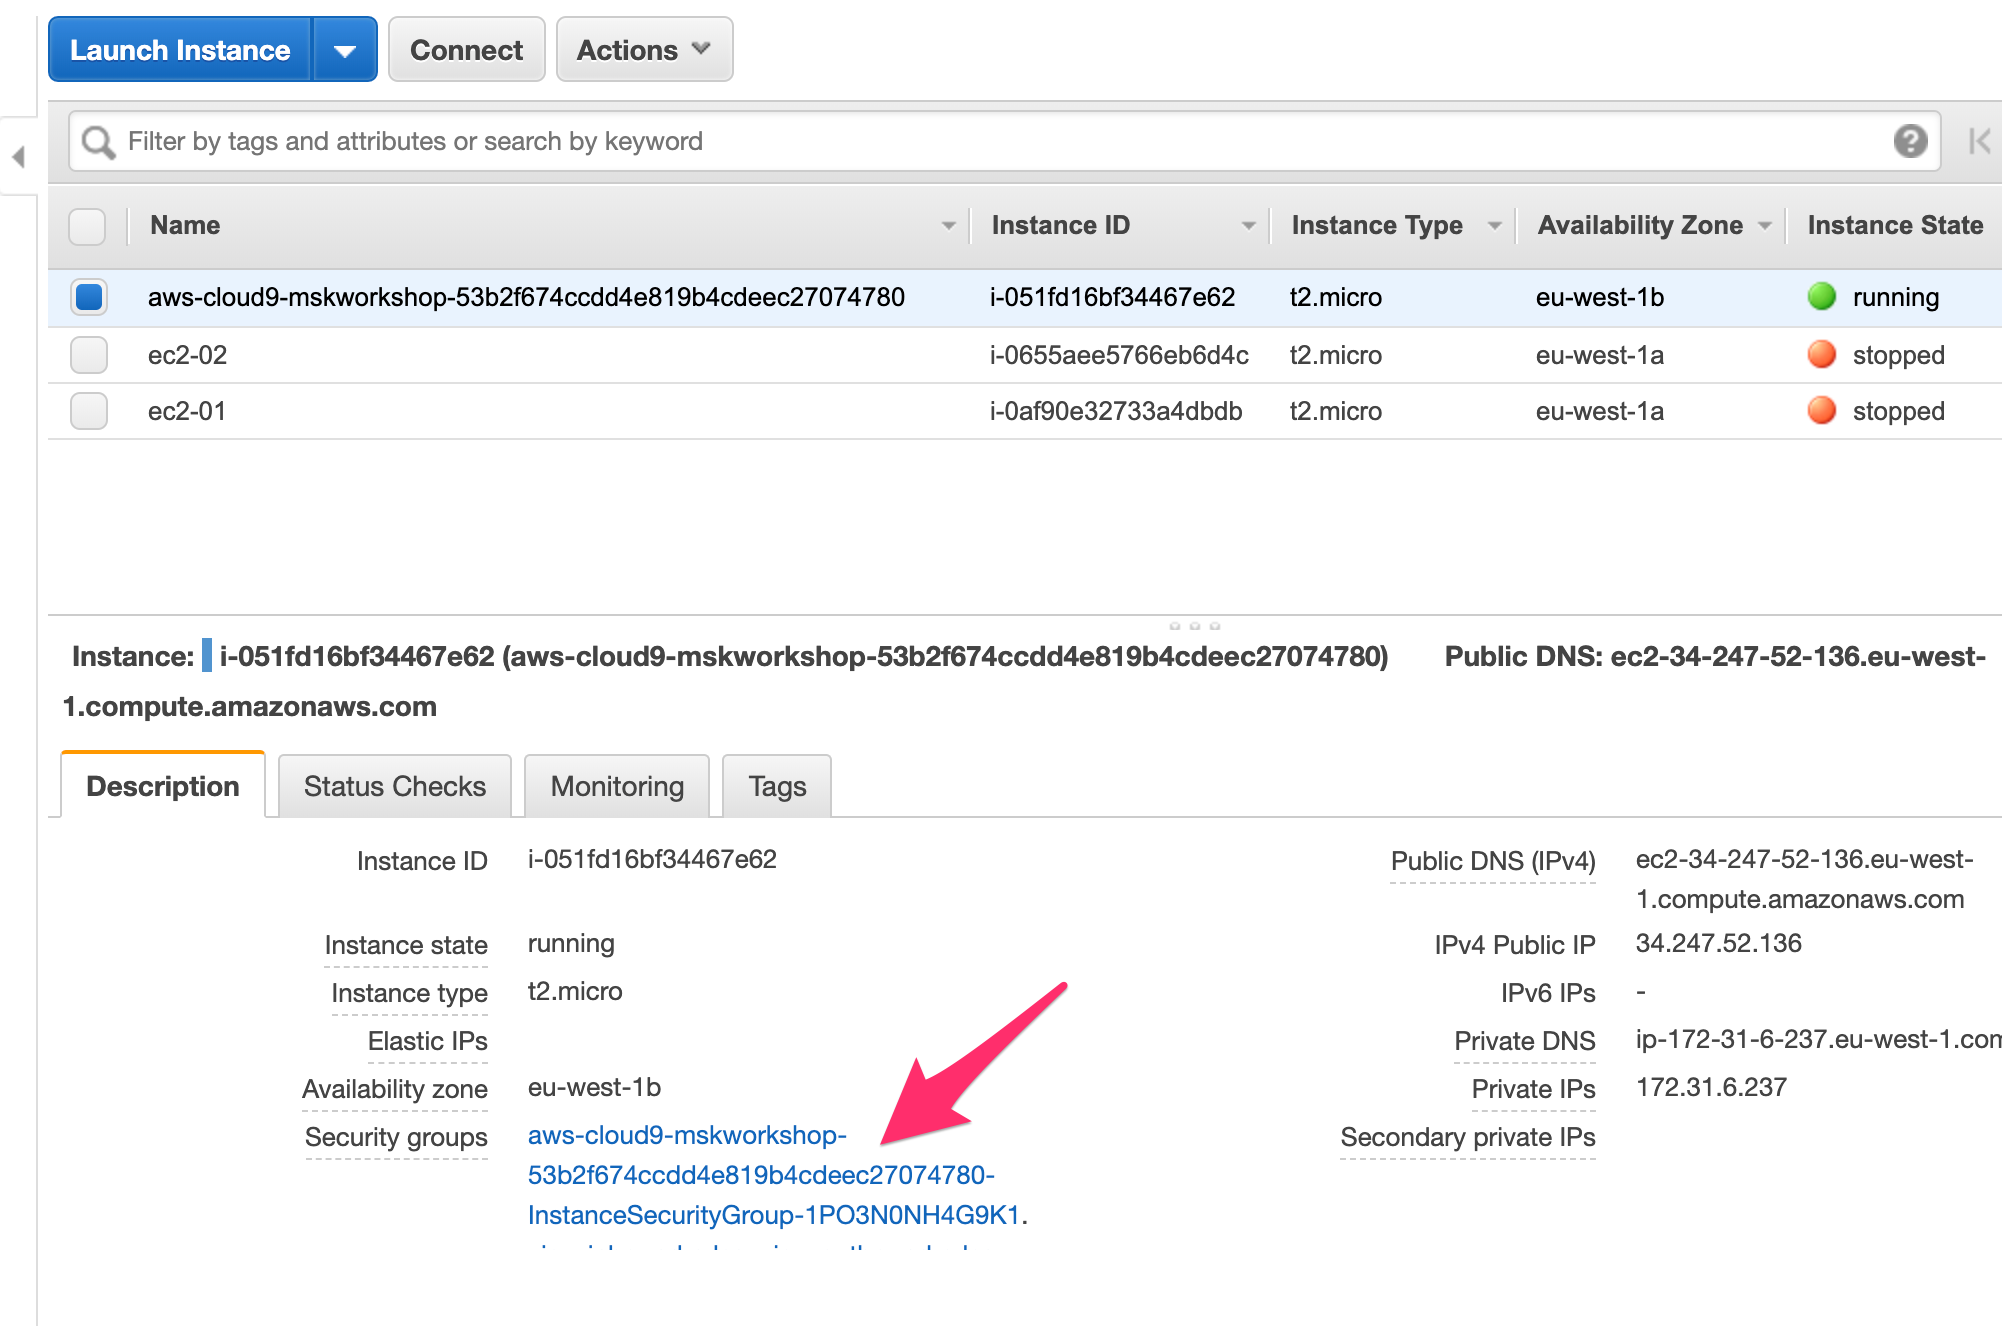 Launch Instance
Connect
Actions
Filter by tags and attributes or search by keyword
?
Name Instance ID Instance Type Availability Zone Instance State
aws-cloud9-mskworkshop-53b2f674ccdd4e819b4cdeec27074780 i-051fd16bf34467e62 t2.micro eu-west-1b running
ec2-02 i-0655aee5766eb6d4c t2.micro eu-west-1a stopped
ec2-01 i-0af90e32733a4dbdb t2.micro eu-west-1a stopped
Instance: i-051fd16bf34467e62 (aws-cloud9-mskworkshop-53b2f674ccdd4e819b4cdeec27074780) Public DNS: ec2-34-247-52-136.eu-west-
1.compute.amazonaws.com
Description Status Checks Monitoring Tags
Instance ID i-051fd16bf34467e62
Instance state running
Instance type t2.micro
Elastic IPs
Availability zone eu-west-1b
Security groups aws-cloud9-mskworkshop-
53b2f674ccdd4e819b4cdeec27074780-
InstanceSecurityGroup-1PO3N0NH4G9K1.
Public DNS (IPv4) ec2-34-247-52-136.eu-west-
1.compute.amazonaws.com
IPv4 Public IP 34.247.52.136
IPv6 IPs -
Private DNS ip-172-31-6-237.eu-west-1.com
Private IPs 172.31.6.237
Secondary private IPs